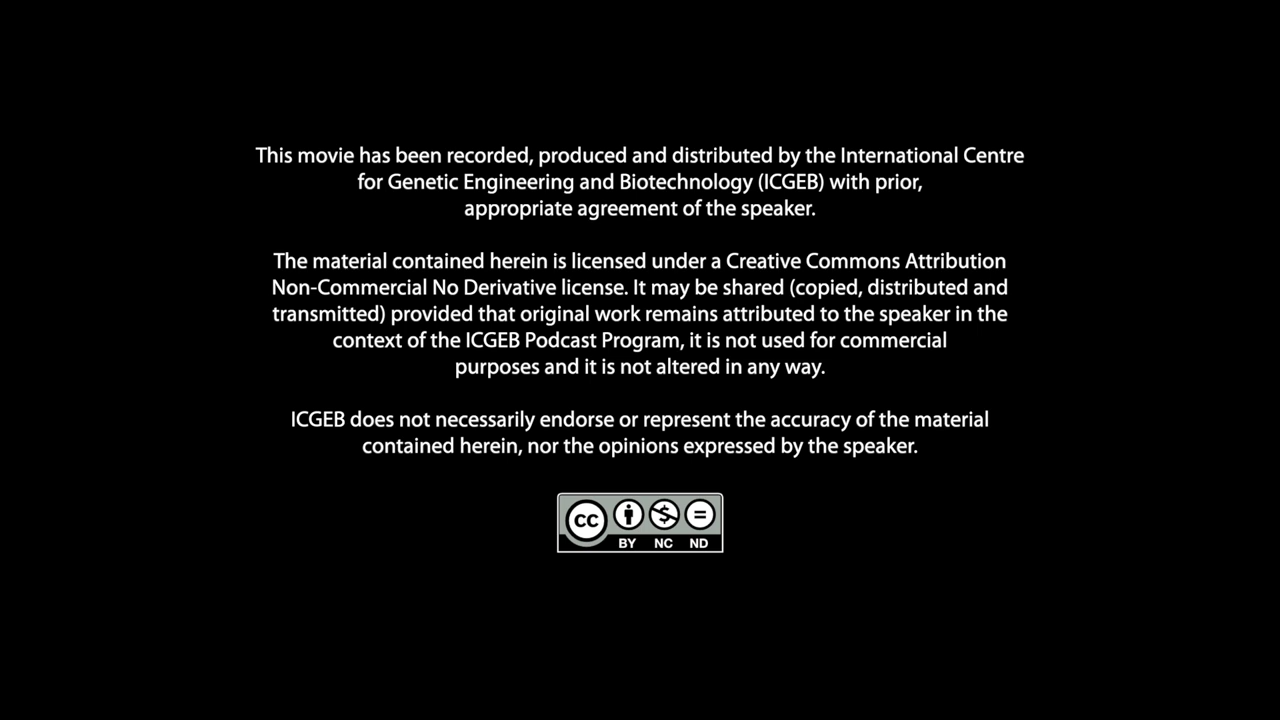 This movie has been recorded, produced and distributed by the International Centre
for Genetic Engineering and Biotechnology (ICGEB) with prior,
appropriate agreement of the speaker.
The material contained herein is licensed under a Creative Commons Attribution
Non-Commercial No Derivative license. It may be shared (copied, distributed and
transmitted) provided that original work remains attributed to the speaker in the
context of the ICGEB Podcast Program, it is not used for commercial
purposes and it is not altered in any way.
ICGEB does not necessarily endorse or represent the accuracy of the material
contained herein, nor the opinions expressed by the speaker.
CC
BY NC ND